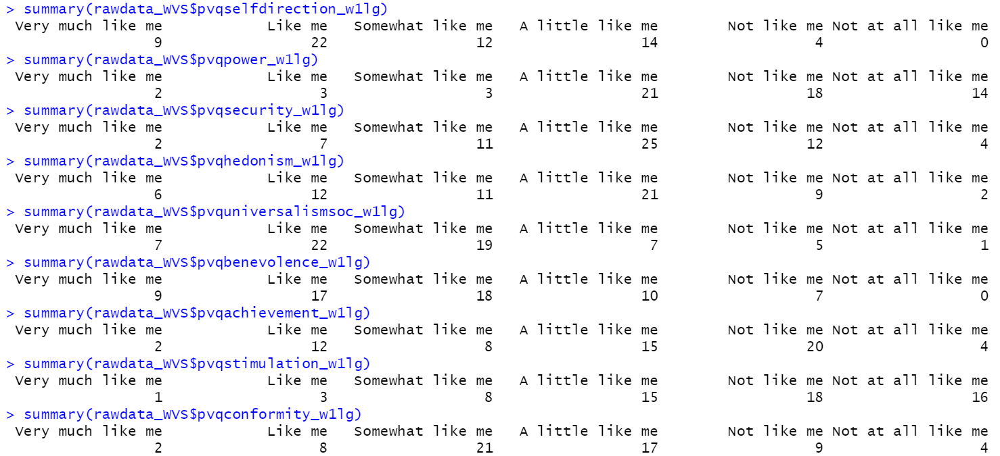 > summary(rawdata_WVS$pvqselfdirection_w1lg)
Very much like me Like me Somewhat like me A little like me Not like me Not at all like me
9 22 12 14 4 0
> summary(rawdata_WVS$pvqpower_w1lg)
Very much like me Like me Somewhat like me A little like me Not like me Not at all like me
2 3 3 21 18 14
> summary(rawdata_WVS$pvqsecurity_w1lg)
Very much like me Like me Somewhat like me A little like me Not like me Not at all like me
2 7 11 25 12 4
> summary(rawdata_WVS$pvqhedonism_w1lg)
Very much like me Like me Somewhat like me A little like me Not like me Not at all like me
6 12 11 21 9 2
> summary(rawdata_WVS$pvquniversalismsoc_w1lg)
Very much like me Like me Somewhat like me A little like me Not like me Not at all like me
7 22 19 7 5 1
> summary(rawdata_WVS$pvqbenevolence_w1lg)
Very much like me Like me Somewhat like me A little like me Not like me Not at all like me
9 17 18 10 7 0
> summary(rawdata_WVS$pvqachievement_w1lg)
Very much like me Like me Somewhat like me A little like me Not like me Not at all like me
2 12 8 15 20 4
> summary(rawdata_WVS$pvqstimulation_w1lg)
Very much like me Like me Somewhat like me A little like me Not like me Not at all like me
1 3 8 15 18 16
> summary(rawdata_WVS$pvqconformity_w1lg)
Very much like me Like me Somewhat like me A little like me Not like me Not at all like me
2 8 21 17 9 4